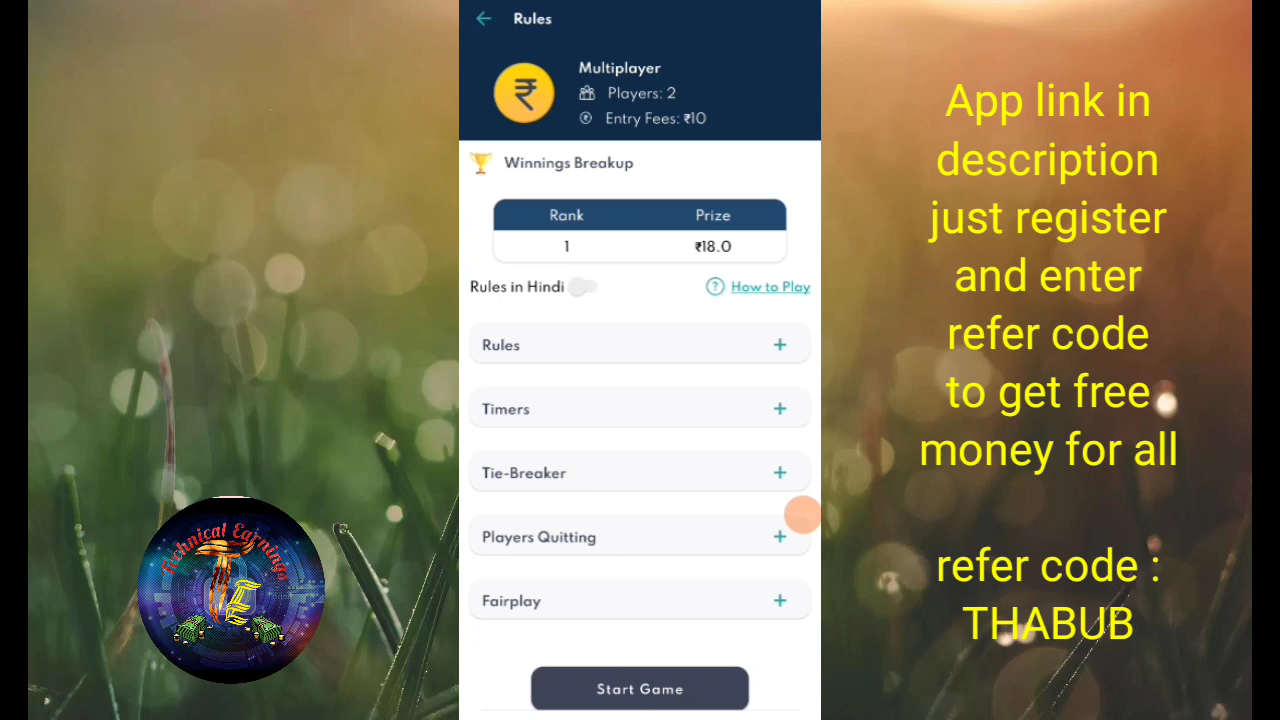 Rules
Multiplayer
Players: 2
Entry Fees: ₹10
Winnings Breakup
Rank Prize
1 ₹18.0
Rules in Hindi
? How to Play
Rules +
Timers +
Tie-Breaker +
Players Quitting +
Fairplay +
Start Game
App link in
description
just register
and enter
refer code
to get free
money for all
refer code :
THABUB
Technical Earnings
TE